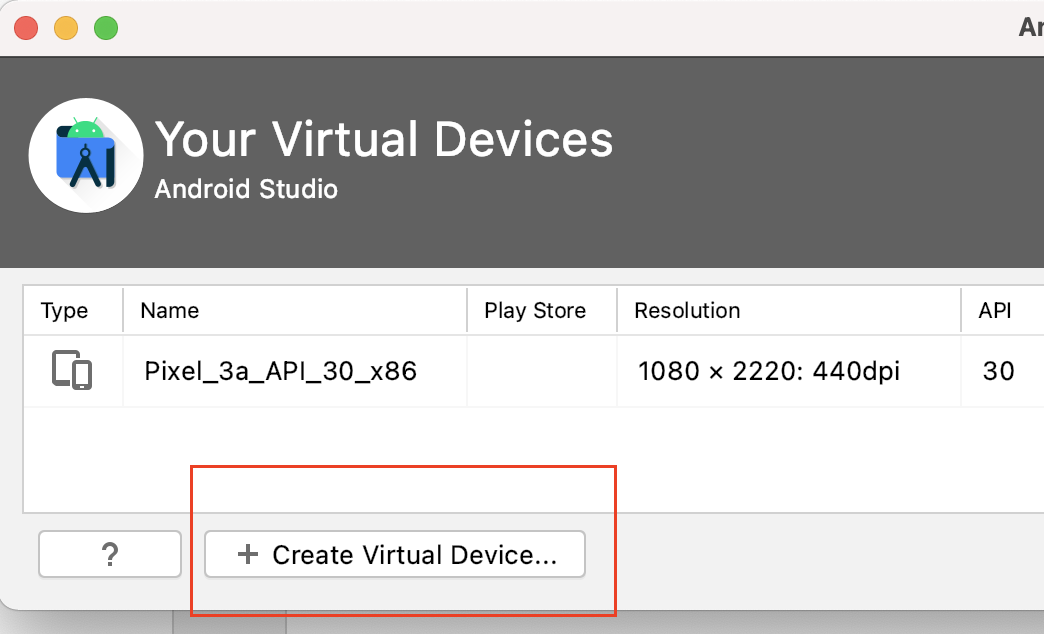 Your Virtual Devices
Android Studio
Type Name Play Store Resolution API
Pixel_3a_API_30_x86 1080 × 2220: 440dpi 30
? + Create Virtual Device...